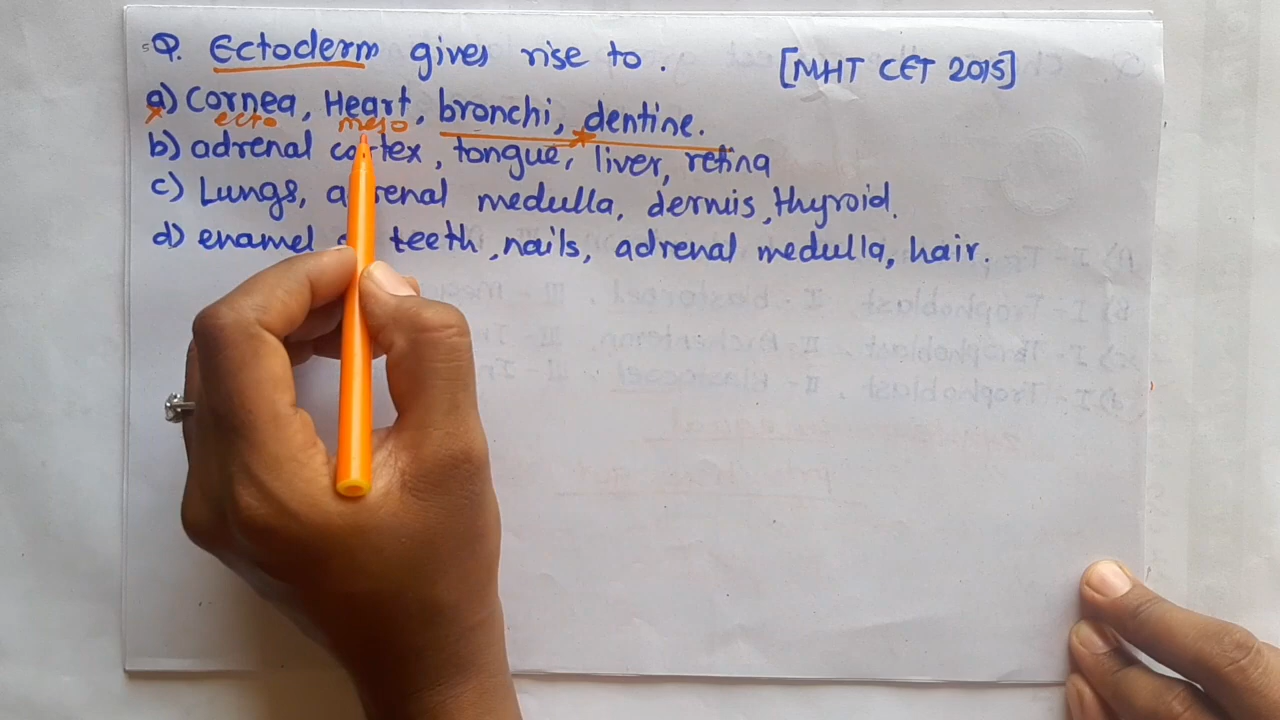 Q. Ectoderm gives rise to. [MHT CET 2015]
a) Cornea, Heart, bronchi, dentine.
ecto meso
b) adrenal cortex, tongue, liver, retina
c) Lungs, adrenal medulla, dermis, thyroid.
d) enamel teeth, nails, adrenal medulla, hair.